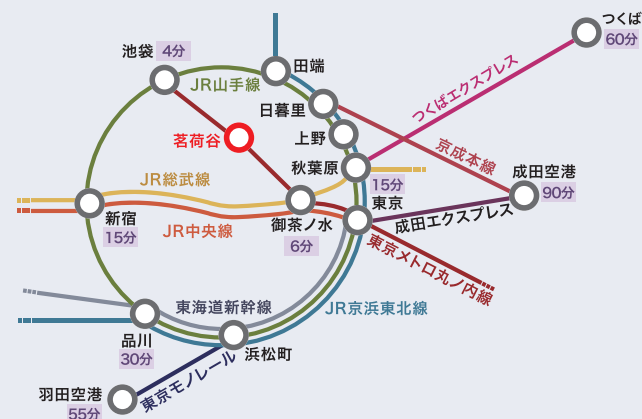 つくば
60分
池袋
4分
田端
JR山手線
日暮里
つくばエクスプレス
茗荷谷
上野
京成本線
秋葉原
15分
成田空港
90分
JR総武線
東京
新宿
15分
JR中央線
御茶ノ水
6分
成田エクスプレス
東京メトロ丸ノ内線
東海道新幹線
JR京浜東北線
品川
30分
浜松町
東京モノレール
羽田空港
55分